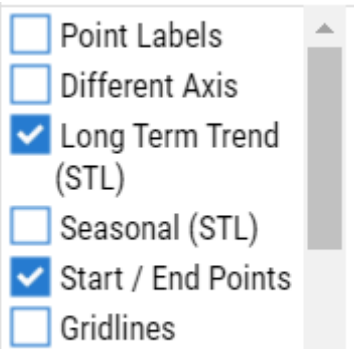 Point Labels
Different Axis
Long Term Trend
(STL)
Seasonal (STL)
Start / End Points
Gridlines